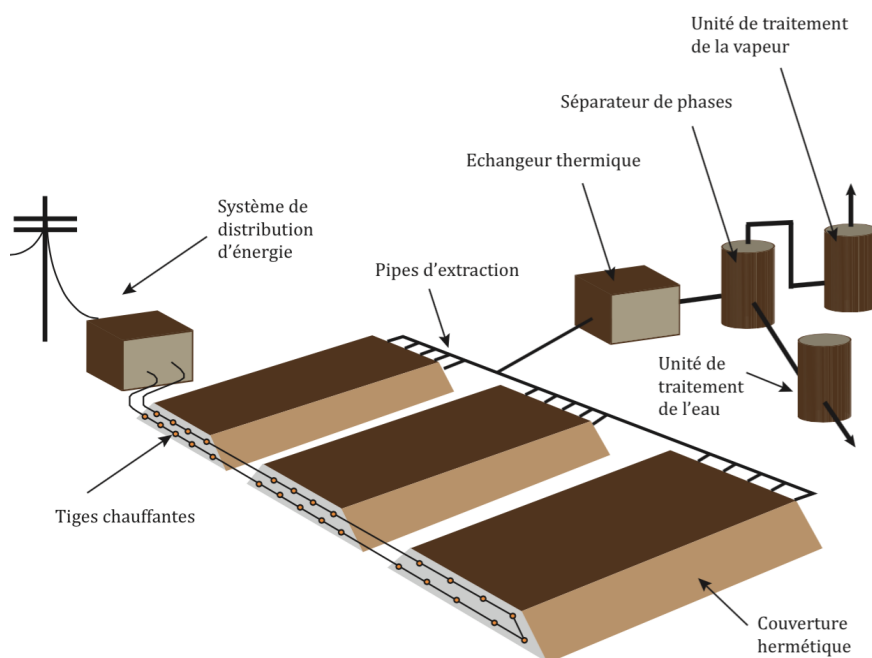 Unité de traitement
de la vapeur
Séparateur de phases
Echangeur thermique
Système de
distribution
d’énergie
Pipes d’extraction
Unité de
traitement
de l’eau
Tiges chauffantes
Couverture
hermétique